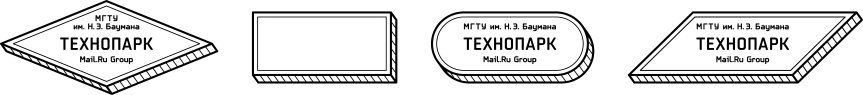 МГТУ
им. Н.Э. Баумана
ТЕХНОПАРК
Mail.Ru Group
МГТУ им. Н.Э. Баумана
ТЕХНОПАРК
Mail.Ru Group
МГТУ им. Н.Э. Баумана
ТЕХНОПАРК
Mail.Ru Group